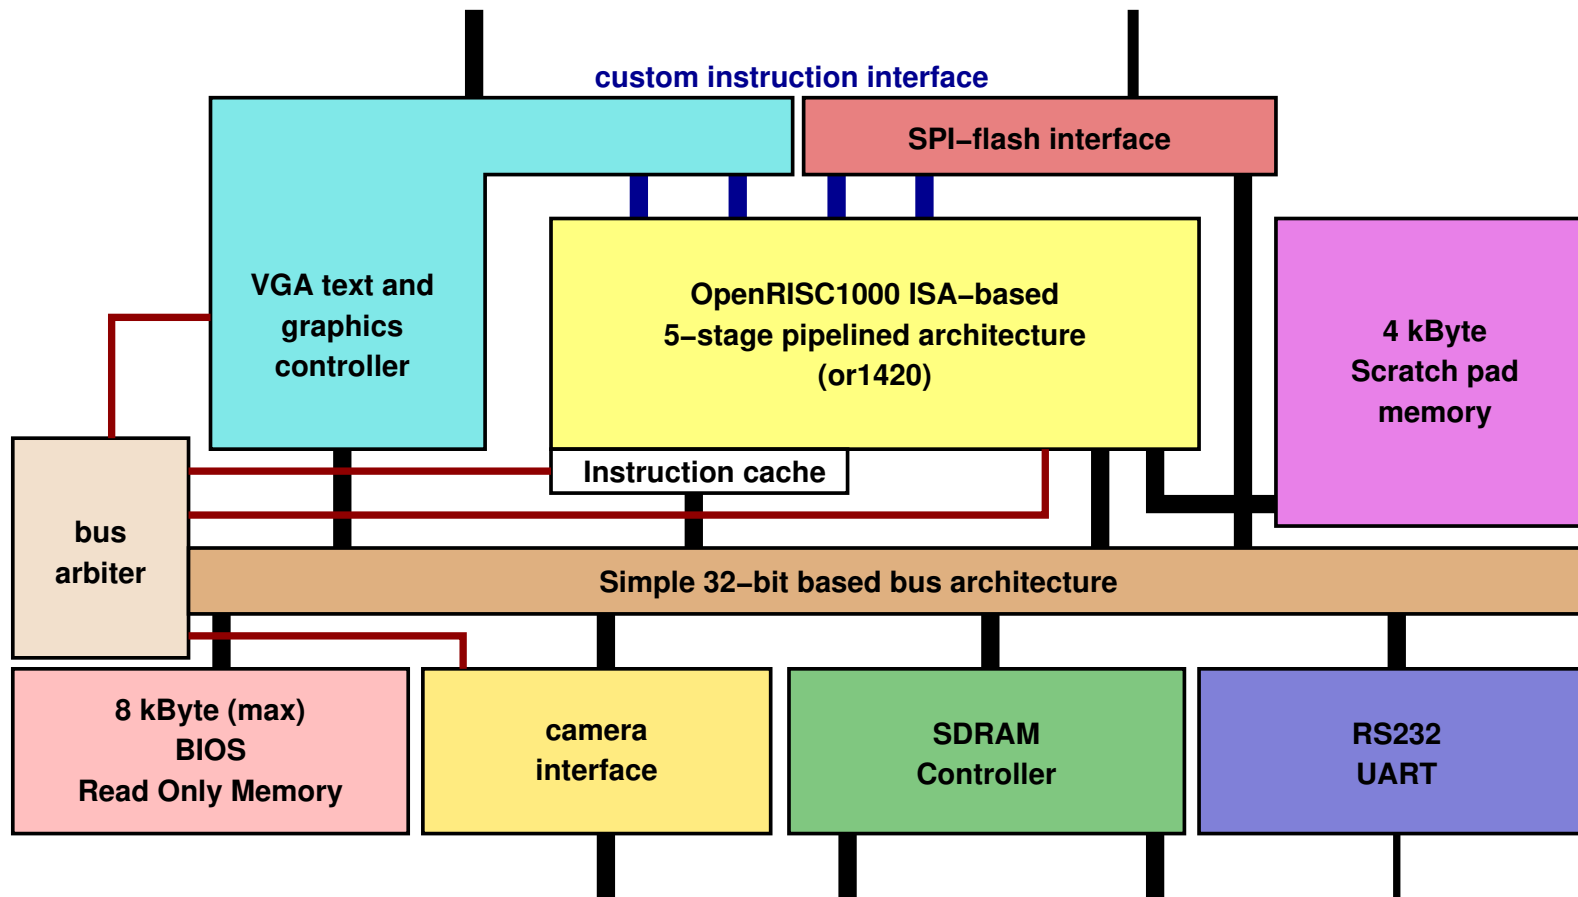 custom instruction interface
SPI−flash interface
VGA text and
graphics
controller
OpenRISC1000 ISA−based
5−stage pipelined architecture
(or1420)
4 kByte
Scratch pad
memory
Instruction cache
bus
arbiter
Simple 32−bit based bus architecture
8 kByte (max)
BIOS
Read Only Memory
camera
interface
SDRAM
Controller
RS232
UART